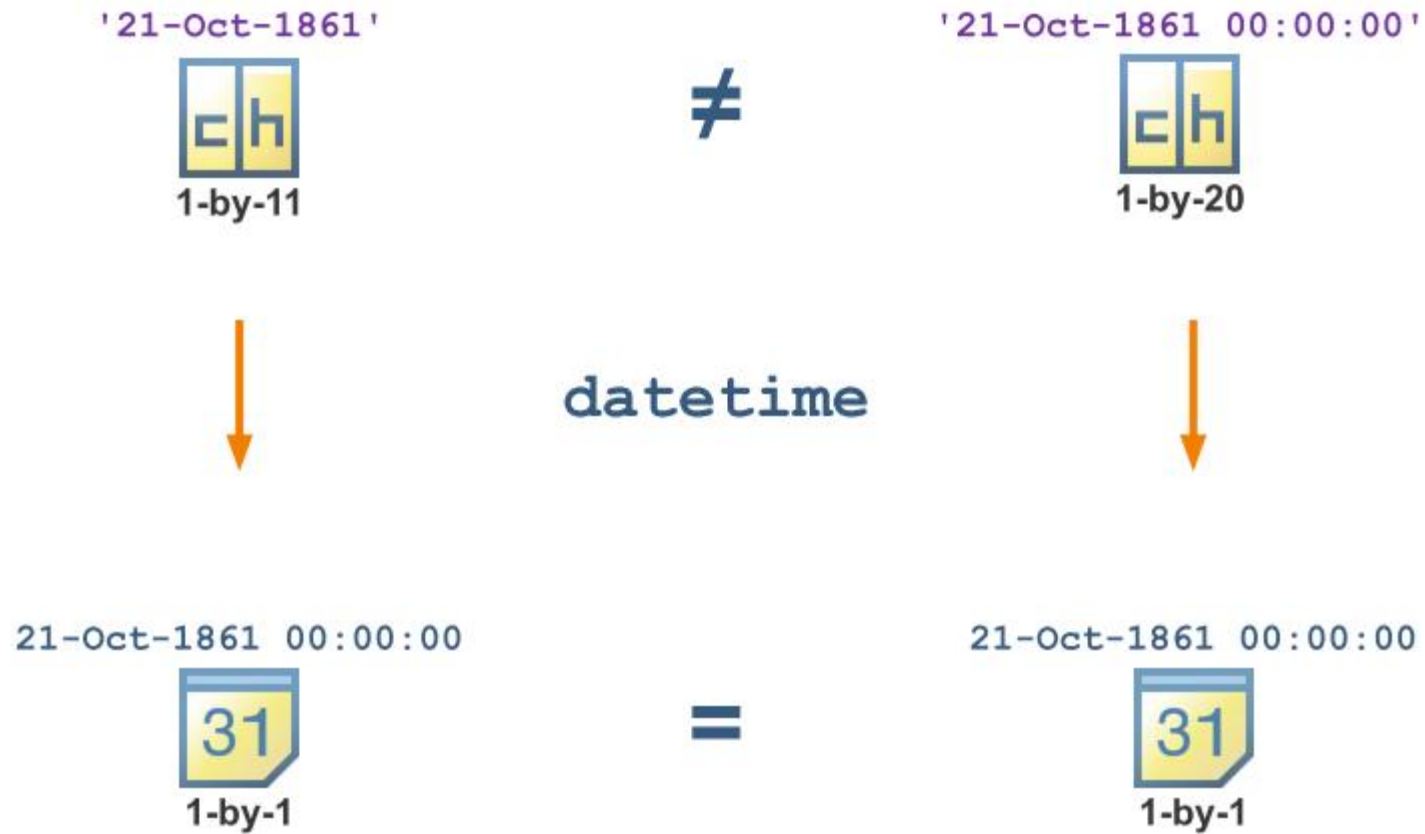 '21-Oct-1861'
'21-Oct-1861 00:00:00'
ch
≠
ch
1-by-11
1-by-20
datetime
21-Oct-1861 00:00:00
21-Oct-1861 00:00:00
31
=
31
1-by-1
1-by-1